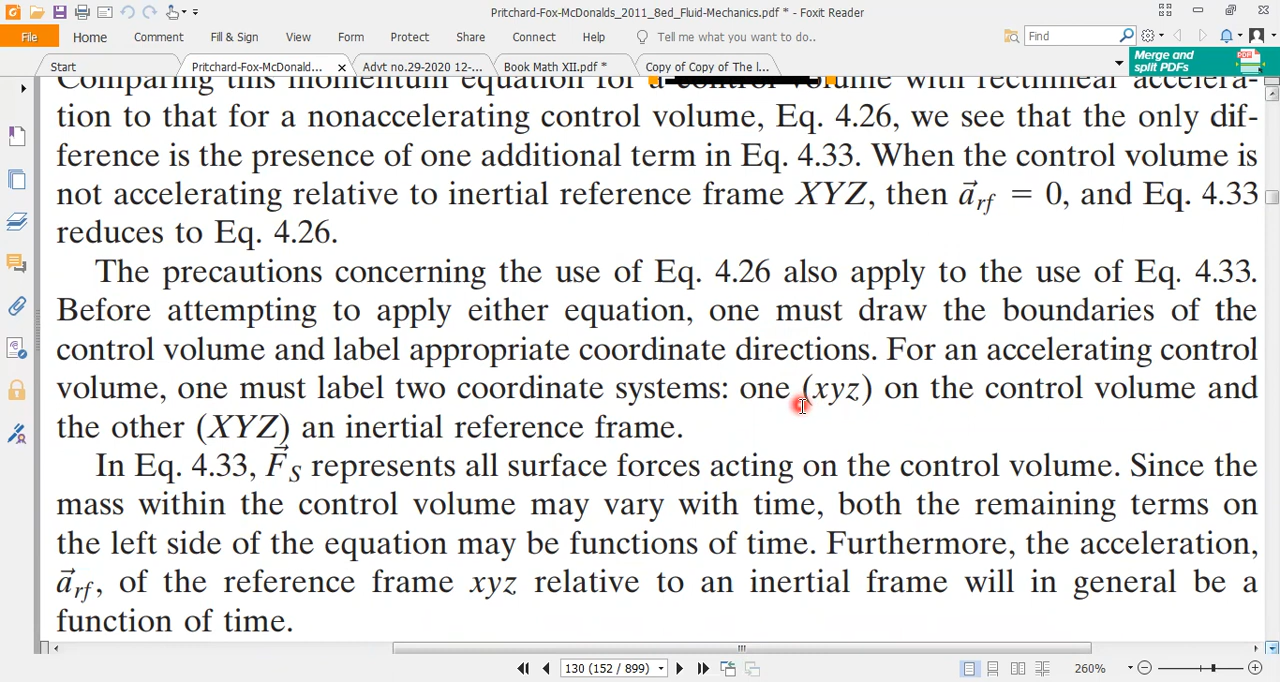 Pritchard-Fox-McDonalds_2011_8ed_Fluid-Mechanics.pdf * - Foxit Reader
File Home Comment Fill & Sign View Form Protect Share Connect Help Tell me what you want to do.. Find
Start Pritchard-Fox-McDonald... Advt no.29-2020 12-... Book Math XII.pdf * Copy of Copy of The l... Merge and split PDFs
Comparing this momentum equation for a control volume with rectilinear accelera-
tion to that for a nonaccelerating control volume, Eq. 4.26, we see that the only dif-
ference is the presence of one additional term in Eq. 4.33. When the control volume is
not accelerating relative to inertial reference frame XYZ, then a⃗rf = 0, and Eq. 4.33
reduces to Eq. 4.26.
The precautions concerning the use of Eq. 4.26 also apply to the use of Eq. 4.33.
Before attempting to apply either equation, one must draw the boundaries of the
control volume and label appropriate coordinate directions. For an accelerating control
volume, one must label two coordinate systems: one (xyz) on the control volume and
the other (XYZ) an inertial reference frame.
In Eq. 4.33, F⃗S represents all surface forces acting on the control volume. Since the
mass within the control volume may vary with time, both the remaining terms on
the left side of the equation may be functions of time. Furthermore, the acceleration,
a⃗rf, of the reference frame xyz relative to an inertial frame will in general be a
function of time.
130 (152 / 899) 260%